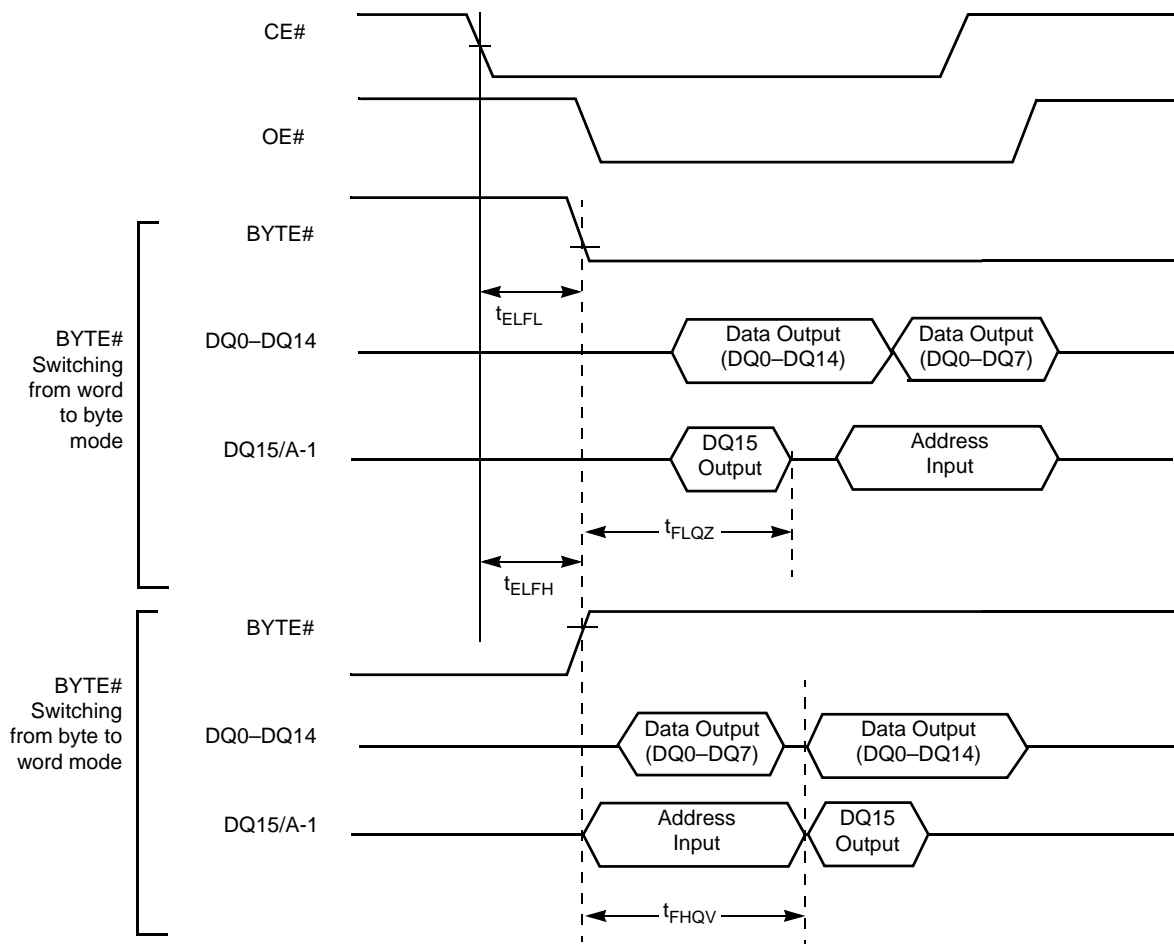 CE#
OE#
BYTE#
tELFL
BYTE#
Switching
from word
to byte
mode
DQ0–DQ14
Data Output
(DQ0–DQ14)
Data Output
(DQ0–DQ7)
DQ15/A-1
DQ15
Output
Address
Input
tFLQZ
tELFH
BYTE#
BYTE#
Switching
from byte to
word mode
DQ0–DQ14
Data Output
(DQ0–DQ7)
Data Output
(DQ0–DQ14)
DQ15/A-1
Address
Input
DQ15
Output
tFHQV